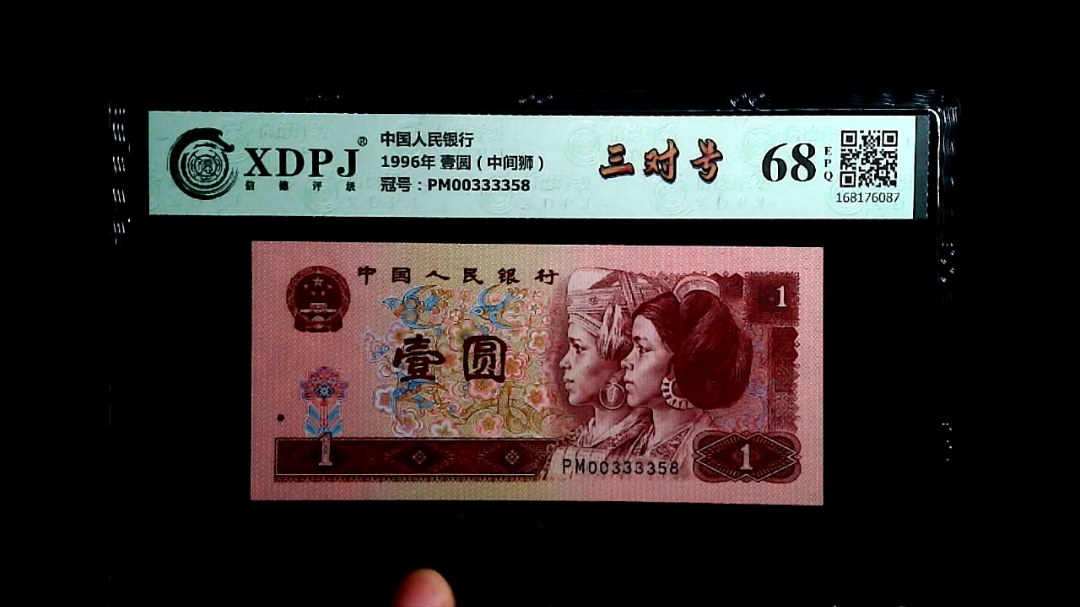 XDPJ®
信德评级
中国人民银行
1996年 壹圆（中间狮）
冠号：PM00333358
三对号
68
EPQ
168176087
中国人民银行
1
壹圆
1
PM00333358
1